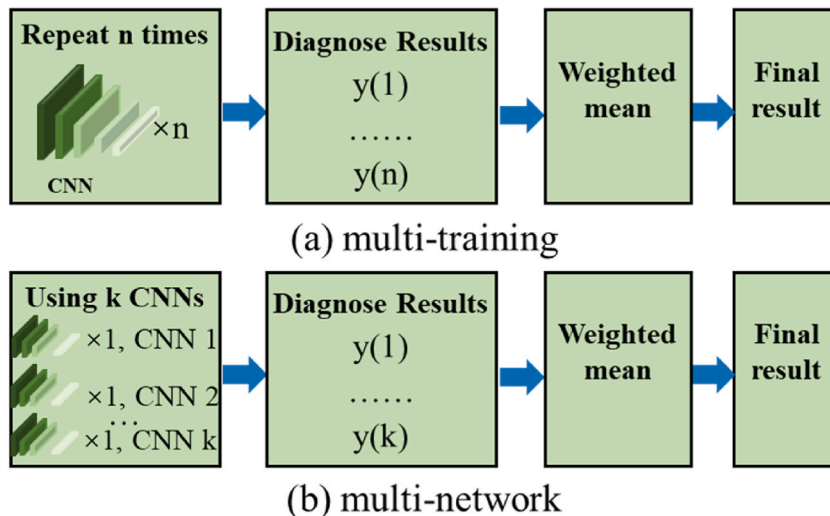 Repeat n times
×n
CNN
Diagnose Results
y(1)
......
y(n)
Weighted
mean
Final
result
(a) multi-training
Using k CNNs
×1, CNN 1
×1, CNN 2
...
×1, CNN k
Diagnose Results
y(1)
......
y(k)
Weighted
mean
Final
result
(b) multi-network